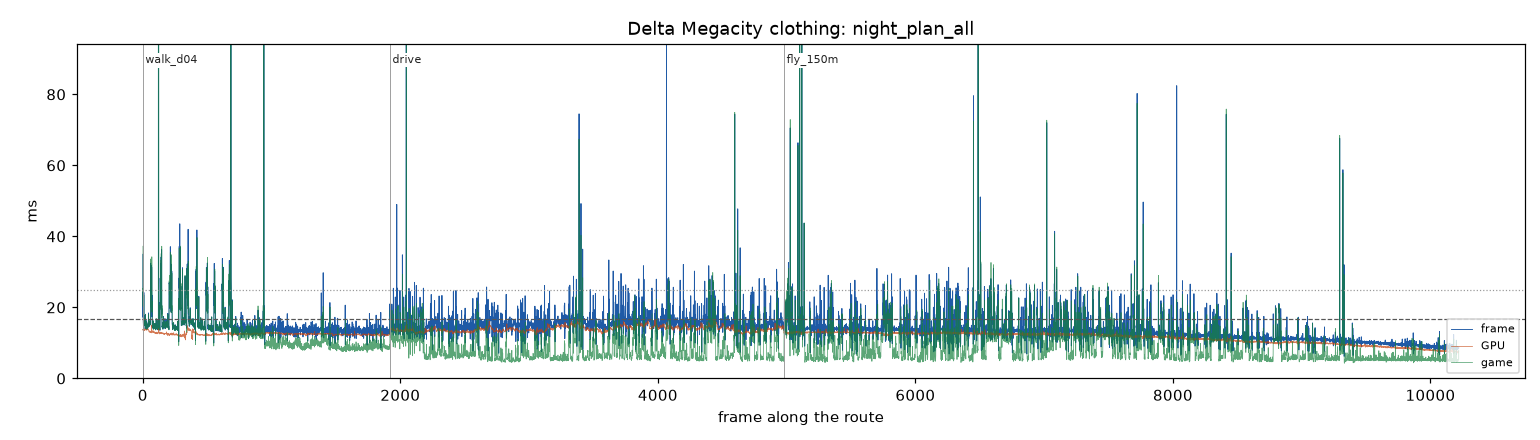 Delta Megacity clothing: night_plan_all
walk_d04
drive
fly_150m
80
60
40
20
0
ms
0
2000
4000
6000
8000
10000
frame along the route
frame
GPU
game